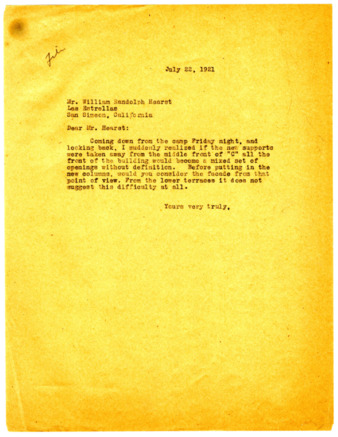 July 22, 1921
Mr. William Randolph Hearst
Las Estrellas
San Simeon, California
Dear Mr. Hearst:
Coming down from the camp Friday night, and
looking back, I suddenly realized if the new supports
were taken away from the middle front of "C" all the
front of the building would become a mixed set of
openings without definition. Before putting in the
new columns, would you consider the facade from that
point of view. From the lower terraces it does not
suggest this difficulty at all.
Yours very truly,